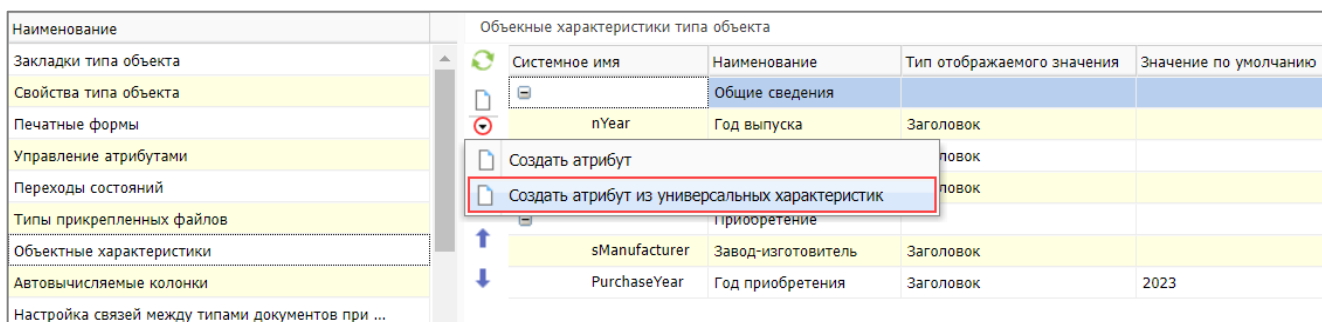 Наименование
Закладки типа объекта
Свойства типа объекта
Печатные формы
Управление атрибутами
Переходы состояний
Типы прикрепленных файлов
Объектные характеристики
Автовычисляемые колонки
Настройка связей между типами документов при ...
Объекные характеристики типа объекта
Системное имя Наименование Тип отображаемого значения Значение по умолчанию
Общие сведения
nYear Год выпуска Заголовок
Создать атрибут ловок
Создать атрибут из универсальных характеристик ловок
Приобретение
sManufacturer Завод-изготовитель Заголовок
PurchaseYear Год приобретения Заголовок 2023